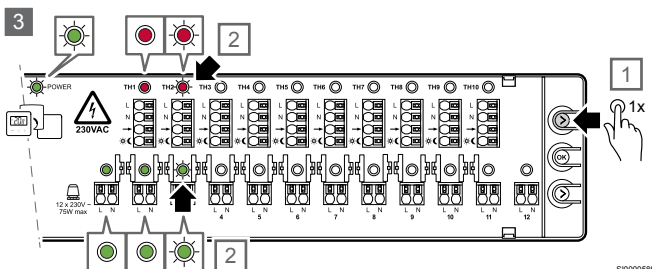 3
2
1
1x
POWER
TH1 TH2 TH3 TH4 TH5 TH6 TH7 TH8 TH9 TH10
L
N
230VAC
OK
12 x 230V ~
75W max
L N L N L N L N L N L N L N L N L N L N L N
4 5 6 7 8 9 10 11 12
2